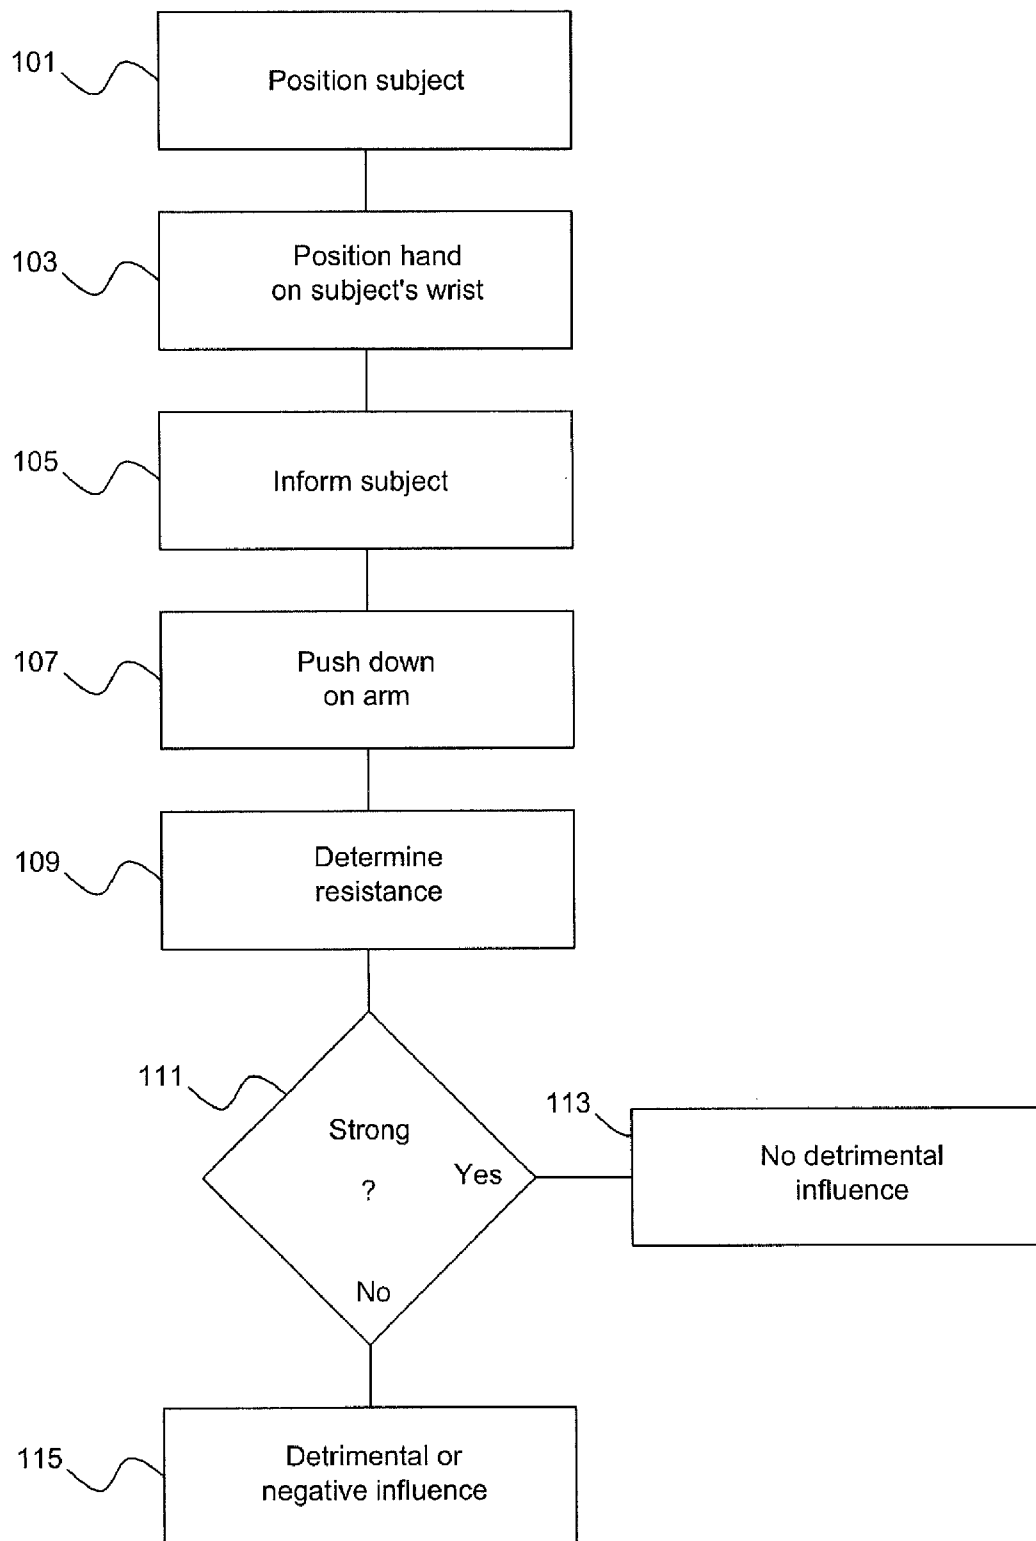 101
Position subject
103
Position hand
on subject's wrist
105
Inform subject
107
Push down
on arm
109
Determine
resistance
111
Strong
?
Yes
No
113
No detrimental
influence
115
Detrimental or
negative influence